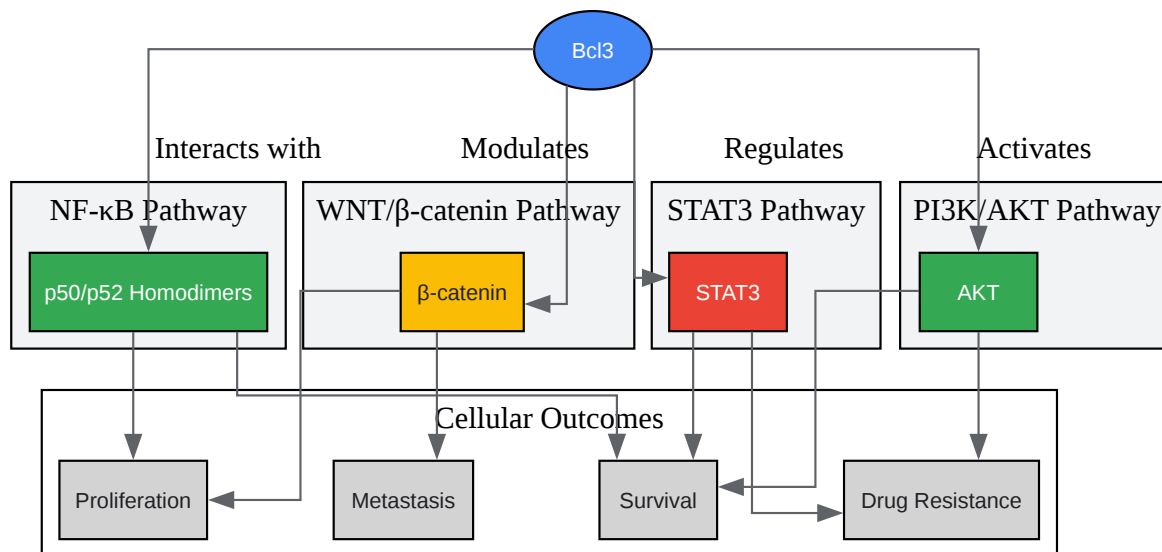 Bcl3
Interacts with
Modulates
Regulates
Activates
NF-κB Pathway
WNT/β-catenin Pathway
STAT3 Pathway
PI3K/AKT Pathway
p50/p52 Homodimers
β-catenin
STAT3
AKT
Cellular Outcomes
Proliferation
Metastasis
Survival
Drug Resistance